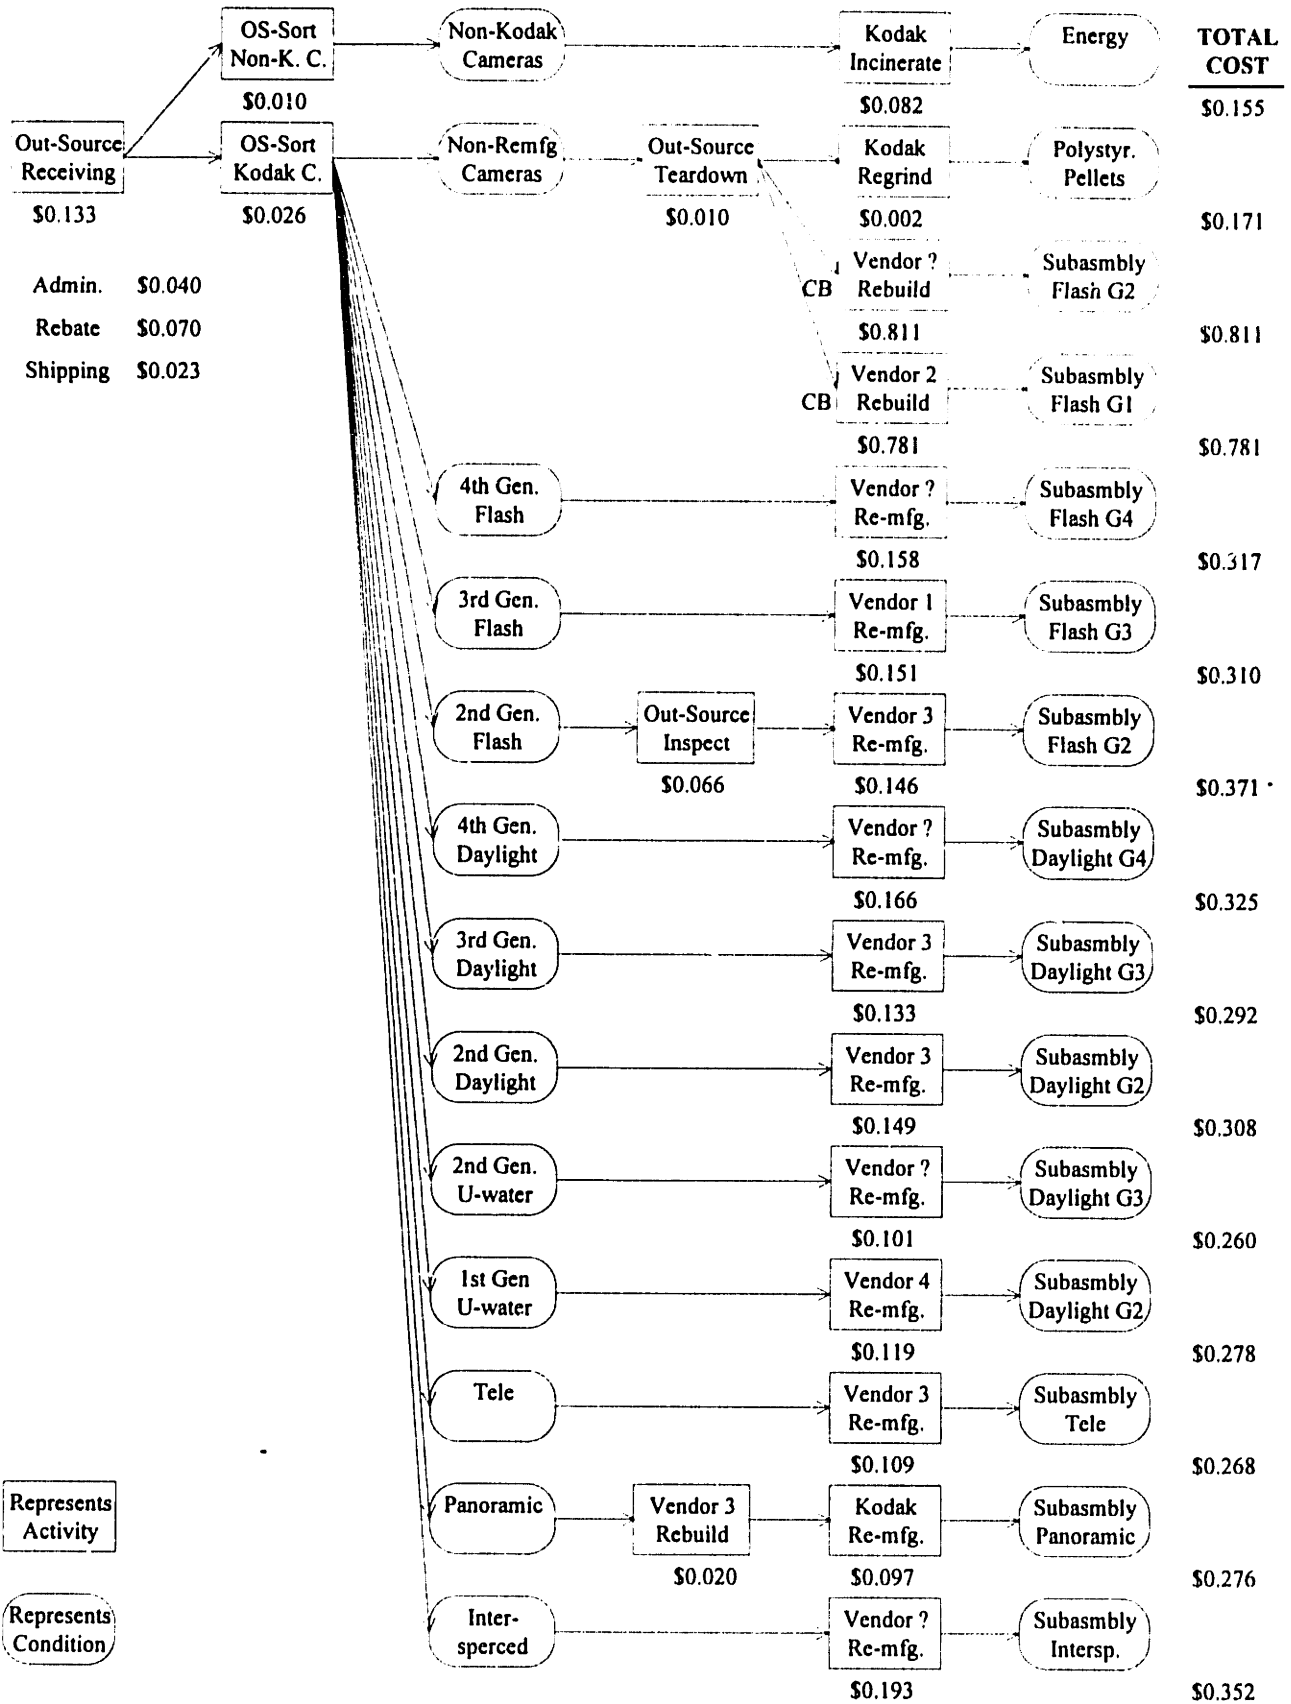 OS-Sort
Non-K. C.
$0.010
Non-Kodak
Cameras
Kodak
Incinerate
$0.082
Energy
TOTAL
COST
$0.155
Out-Source
Receiving
$0.133
OS-Sort
Kodak C.
$0.026
Non-Remfg
Cameras
Out-Source
Teardown
$0.010
Kodak
Regrind
$0.002
Polystyr.
Pellets
$0.171
Admin. $0.040
Rebate $0.070
Shipping $0.023
CB
Vendor ?
Rebuild
$0.811
Subasmbly
Flash G2
$0.811
CB
Vendor 2
Rebuild
$0.781
Subasmbly
Flash G1
$0.781
4th Gen.
Flash
Vendor ?
Re-mfg.
$0.158
Subasmbly
Flash G4
$0.317
3rd Gen.
Flash
Vendor 1
Re-mfg.
$0.151
Subasmbly
Flash G3
$0.310
2nd Gen.
Flash
Out-Source
Inspect
$0.066
Vendor 3
Re-mfg.
$0.146
Subasmbly
Flash G2
$0.371
4th Gen.
Daylight
Vendor ?
Re-mfg.
$0.166
Subasmbly
Daylight G4
$0.325
3rd Gen.
Daylight
Vendor 3
Re-mfg.
$0.133
Subasmbly
Daylight G3
$0.292
2nd Gen.
Daylight
Vendor 3
Re-mfg.
$0.149
Subasmbly
Daylight G2
$0.308
2nd Gen.
U-water
Vendor ?
Re-mfg.
$0.101
Subasmbly
Daylight G3
$0.260
1st Gen
U-water
Vendor 4
Re-mfg.
$0.119
Subasmbly
Daylight G2
$0.278
Tele
Vendor 3
Re-mfg.
$0.109
Subasmbly
Tele
$0.268
Panoramic
Vendor 3
Rebuild
$0.020
Kodak
Re-mfg.
$0.097
Subasmbly
Panoramic
$0.276
Inter-
sperced
Vendor ?
Re-mfg.
$0.193
Subasmbly
Intersp.
$0.352
Represents
Activity
Represents
Condition